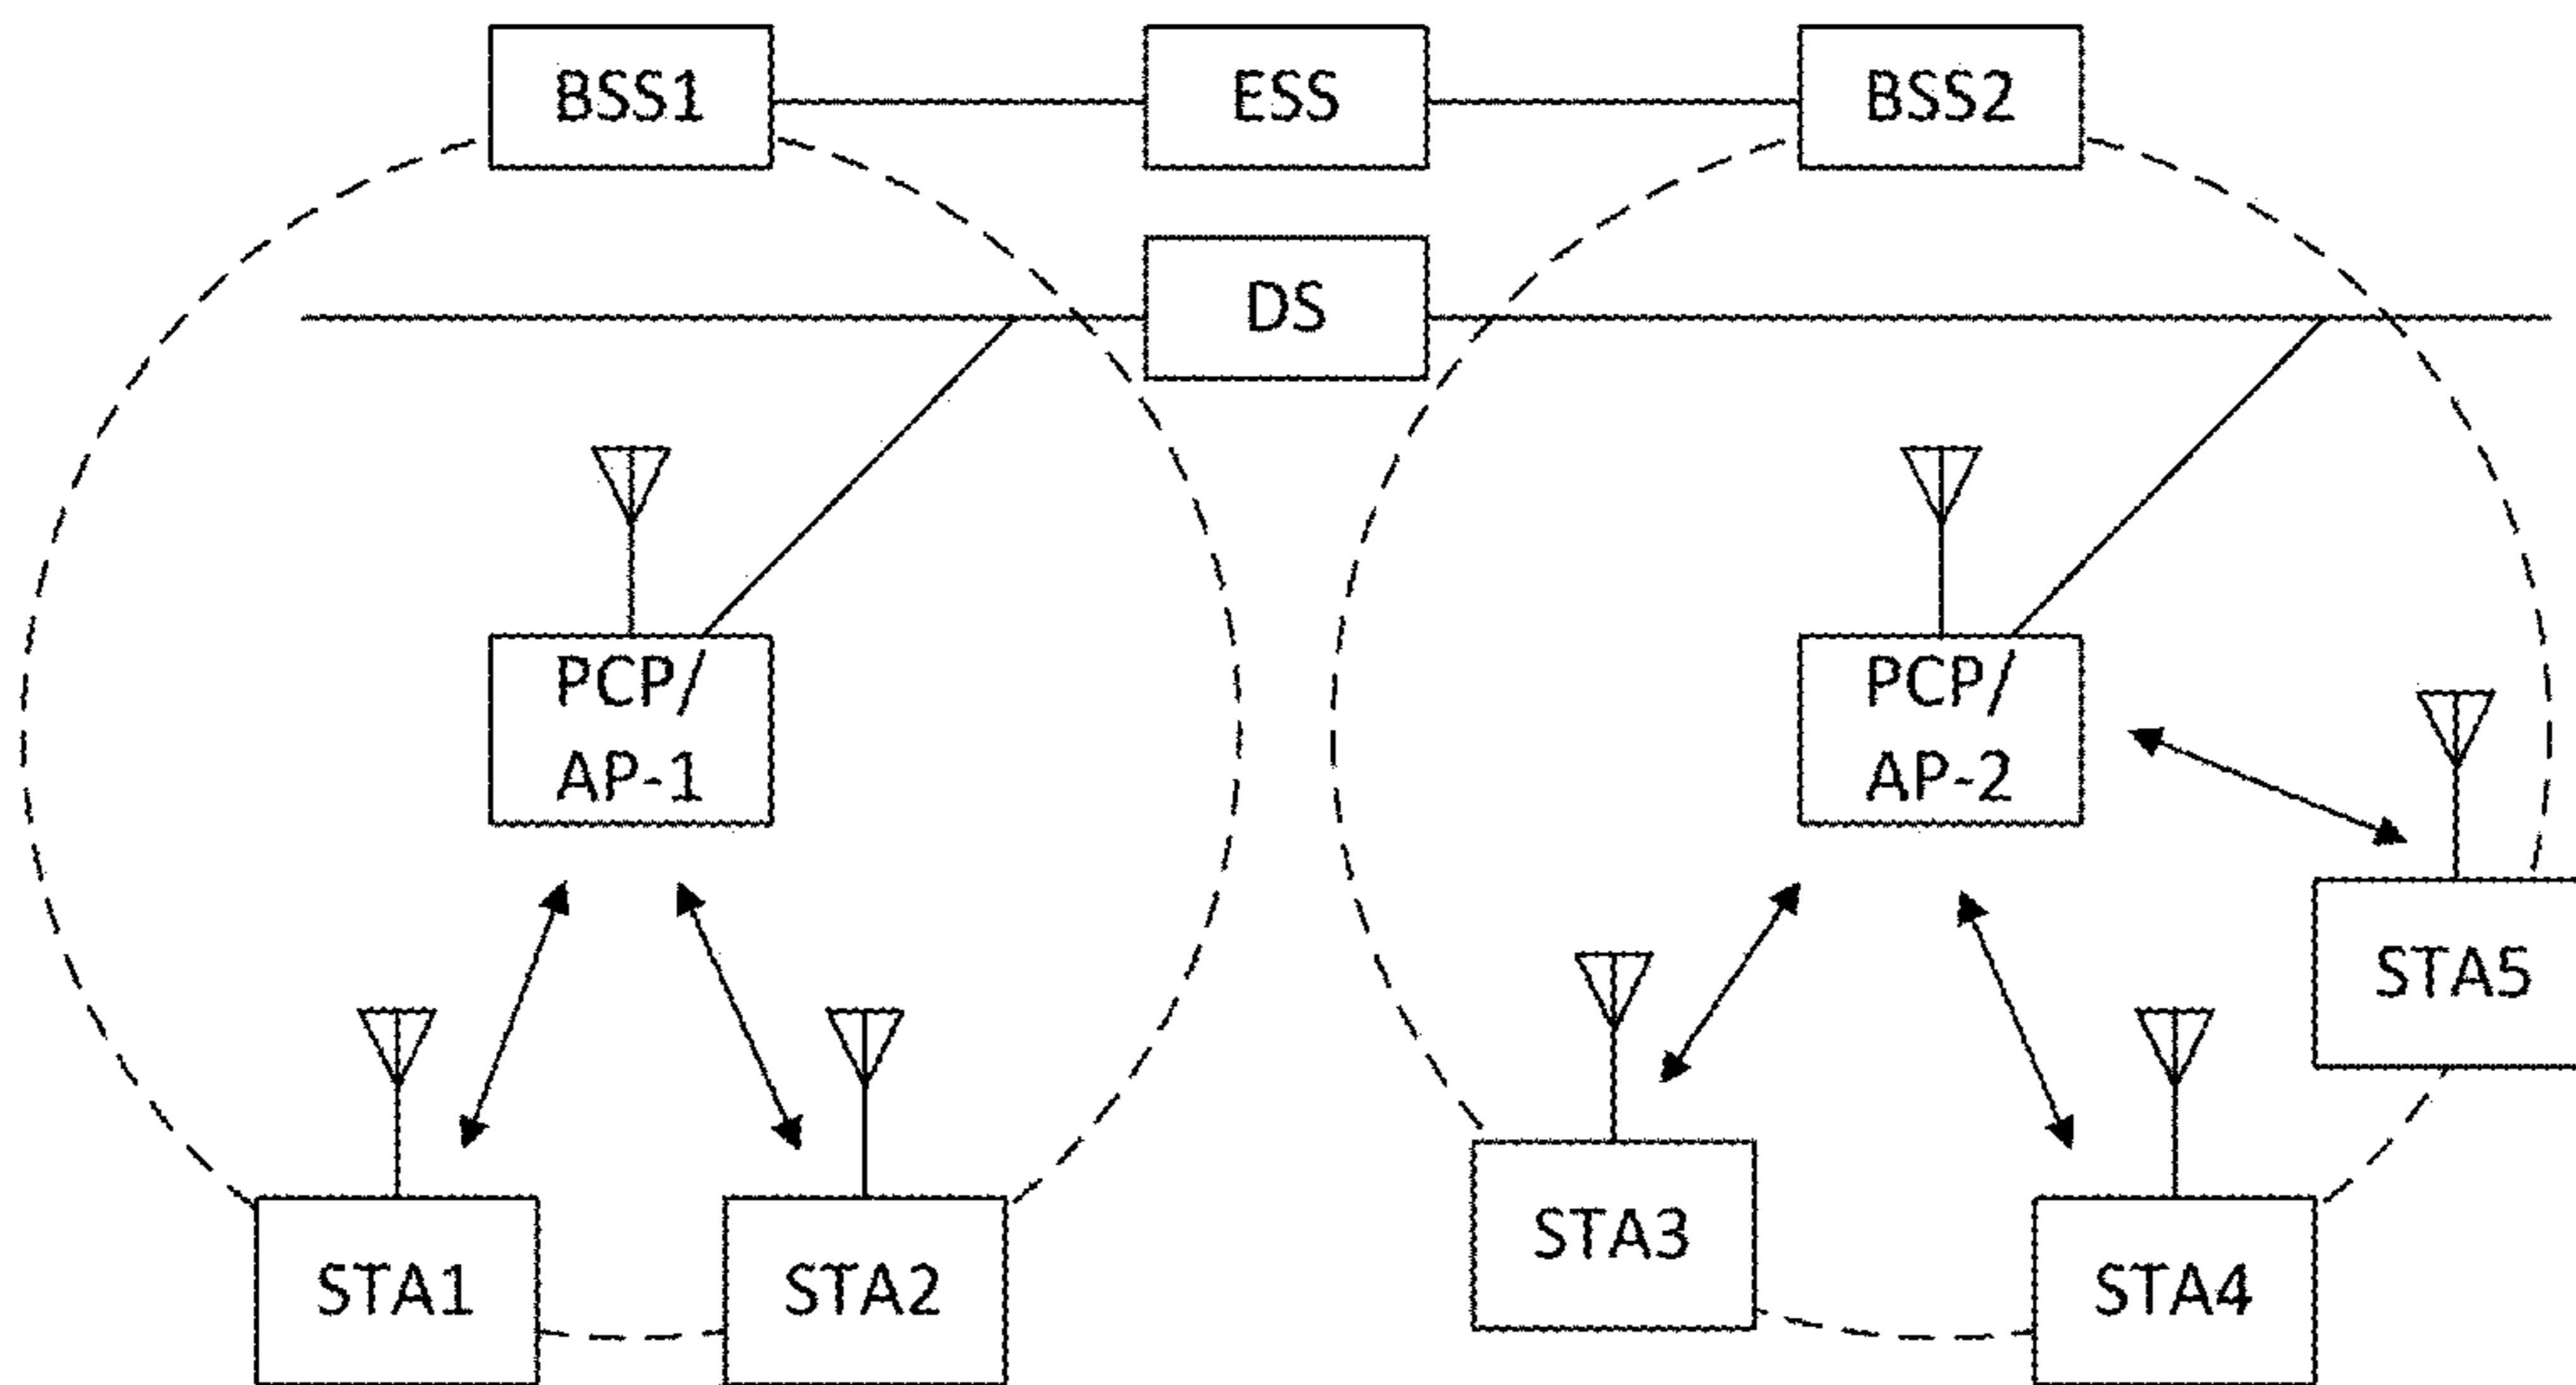 BSS1
ESS
BSS2
DS
PCP/
AP-1
PCP/
AP-2
STA5
STA3
STA1
STA2
STA4